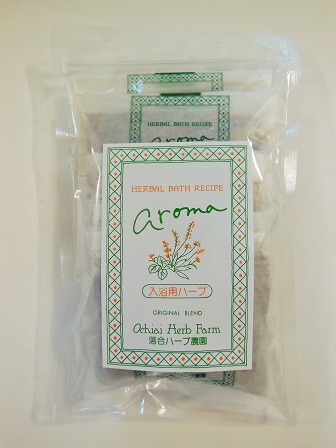 HERBAL BATH RECIPE
aroma
HERBAL BATH RECIPE
aroma
入浴用ハーブ
ORIGINAL BLEND
Ochiai Herb Farm
落合ハーブ農園